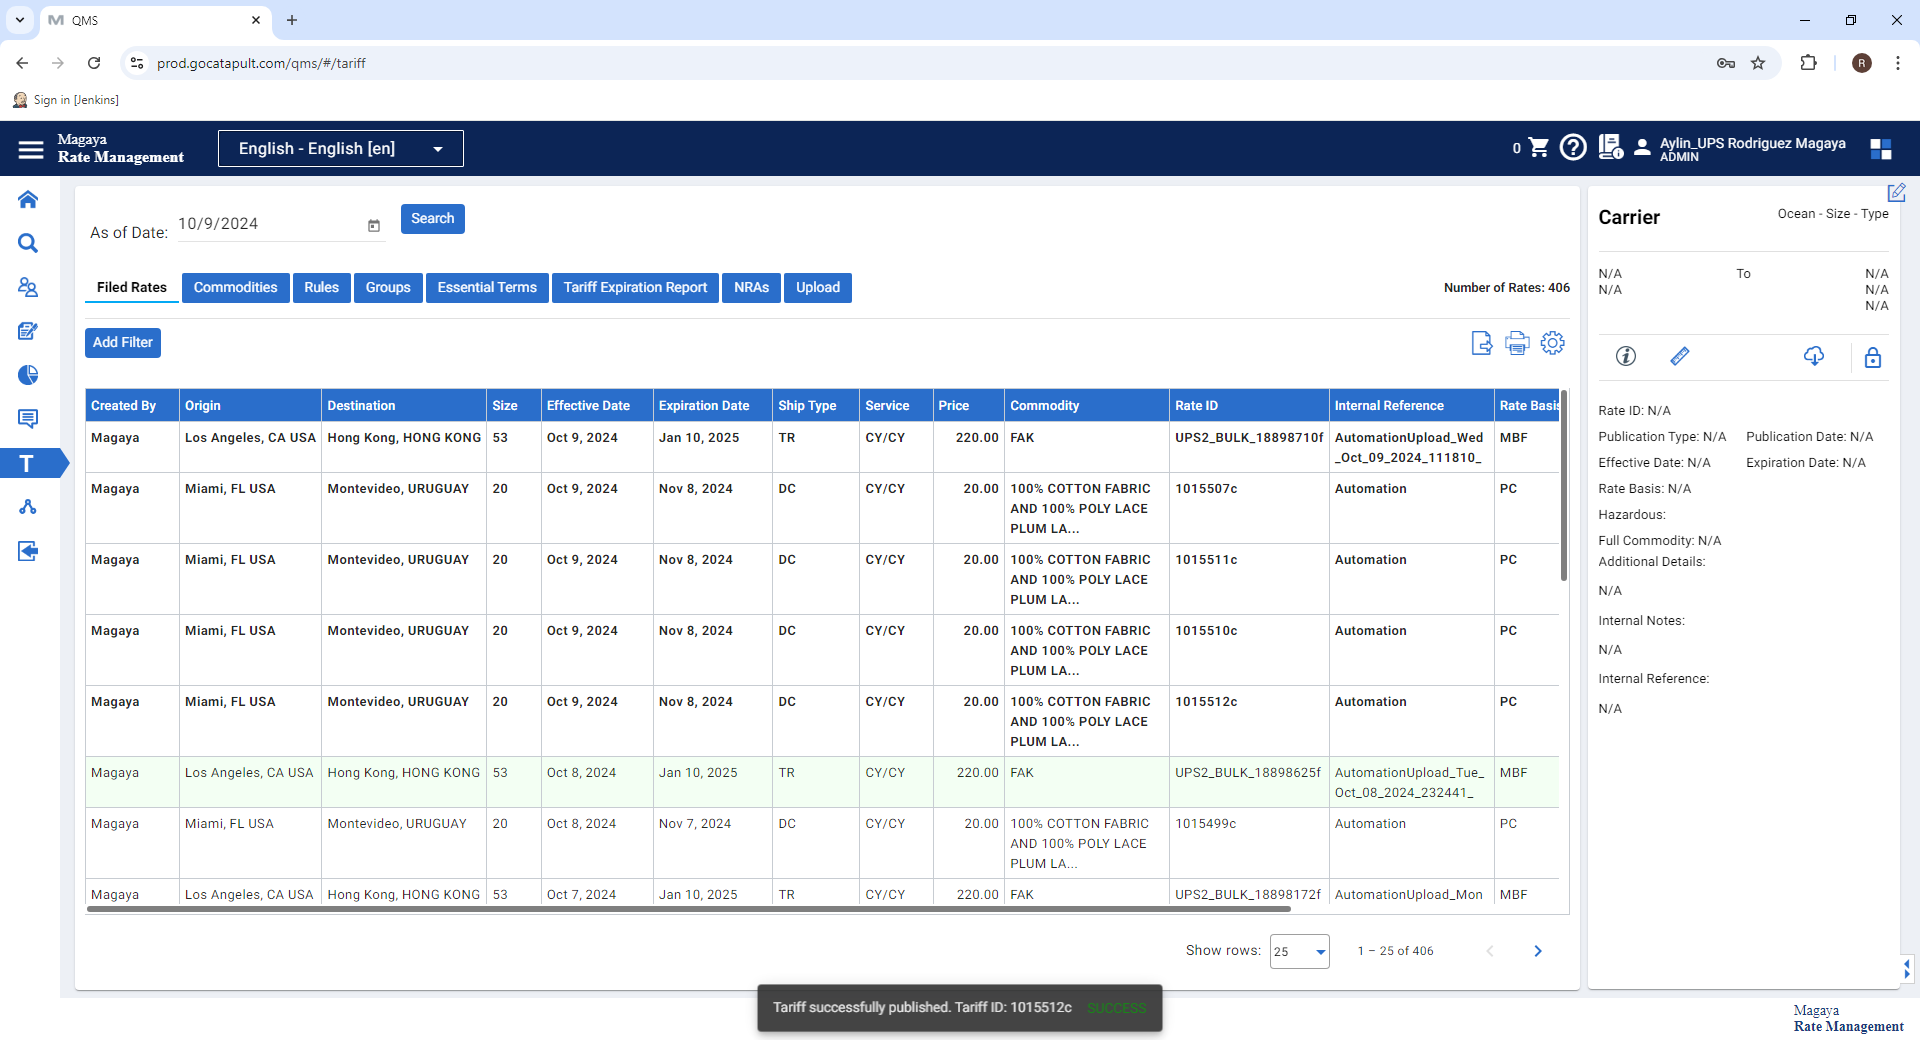 QMS
prod.gocatapult.com/qms/#/tariff
R
Sign in [Jenkins]
Magaya
Rate Management
English - English [en]
0
Aylin_UPS Rodriguez Magaya
ADMIN
As of Date: 10/9/2024
Search
Filed Rates Commodities Rules Groups Essential Terms Tariff Expiration Report NRAs Upload
Number of Rates: 406
Add Filter
Created By Origin Destination Size Effective Date Expiration Date Ship Type Service Price Commodity Rate ID Internal Reference Rate Basis
Magaya Los Angeles, CA USA Hong Kong, HONG KONG 53 Oct 9, 2024 Jan 10, 2025 TR CY/CY 220.00 FAK UPS2_BULK_18898710f AutomationUpload_Wed MBF
_Oct_09_2024_111810_
Magaya Miami, FL USA Montevideo, URUGUAY 20 Oct 9, 2024 Nov 8, 2024 DC CY/CY 20.00 100% COTTON FABRIC 1015507c Automation PC
AND 100% POLY LACE
PLUM LA...
Magaya Miami, FL USA Montevideo, URUGUAY 20 Oct 9, 2024 Nov 8, 2024 DC CY/CY 20.00 100% COTTON FABRIC 1015511c Automation PC
AND 100% POLY LACE
PLUM LA...
Magaya Miami, FL USA Montevideo, URUGUAY 20 Oct 9, 2024 Nov 8, 2024 DC CY/CY 20.00 100% COTTON FABRIC 1015510c Automation PC
AND 100% POLY LACE
PLUM LA...
Magaya Miami, FL USA Montevideo, URUGUAY 20 Oct 9, 2024 Nov 8, 2024 DC CY/CY 20.00 100% COTTON FABRIC 1015512c Automation PC
AND 100% POLY LACE
PLUM LA...
Magaya Los Angeles, CA USA Hong Kong, HONG KONG 53 Oct 8, 2024 Jan 10, 2025 TR CY/CY 220.00 FAK UPS2_BULK_18898625f AutomationUpload_Tue_ MBF
Oct_08_2024_232441_
Magaya Miami, FL USA Montevideo, URUGUAY 20 Oct 8, 2024 Nov 7, 2024 DC CY/CY 20.00 100% COTTON FABRIC 1015499c Automation PC
AND 100% POLY LACE
PLUM LA...
Magaya Los Angeles, CA USA Hong Kong, HONG KONG 53 Oct 7, 2024 Jan 10, 2025 TR CY/CY 220.00 FAK UPS2_BULK_18898172f AutomationUpload_Mon MBF
Show rows: 25 1 – 25 of 406
Tariff successfully published. Tariff ID: 1015512c SUCCESS
Carrier Ocean - Size - Type
N/A To N/A
N/A N/A
N/A
Rate ID: N/A
Publication Type: N/A Publication Date: N/A
Effective Date: N/A Expiration Date: N/A
Rate Basis: N/A
Hazardous:
Full Commodity: N/A
Additional Details:
N/A
Internal Notes:
N/A
Internal Reference:
N/A
T
Magaya
Rate Management